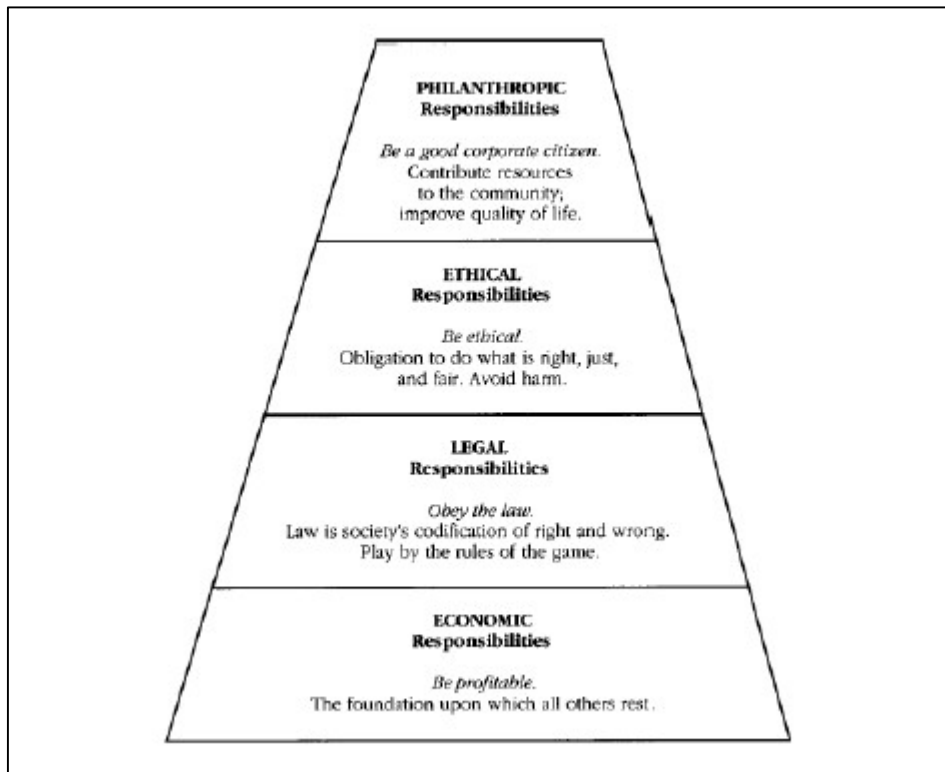 PHILANTHROPIC
Responsibilities
Be a good corporate citizen.
Contribute resources
to the community;
improve quality of life.
ETHICAL
Responsibilities
Be ethical.
Obligation to do what is right, just,
and fair. Avoid harm.
LEGAL
Responsibilities
Obey the law.
Law is society's codification of right and wrong.
Play by the rules of the game.
ECONOMIC
Responsibilities
Be profitable.
The foundation upon which all others rest.